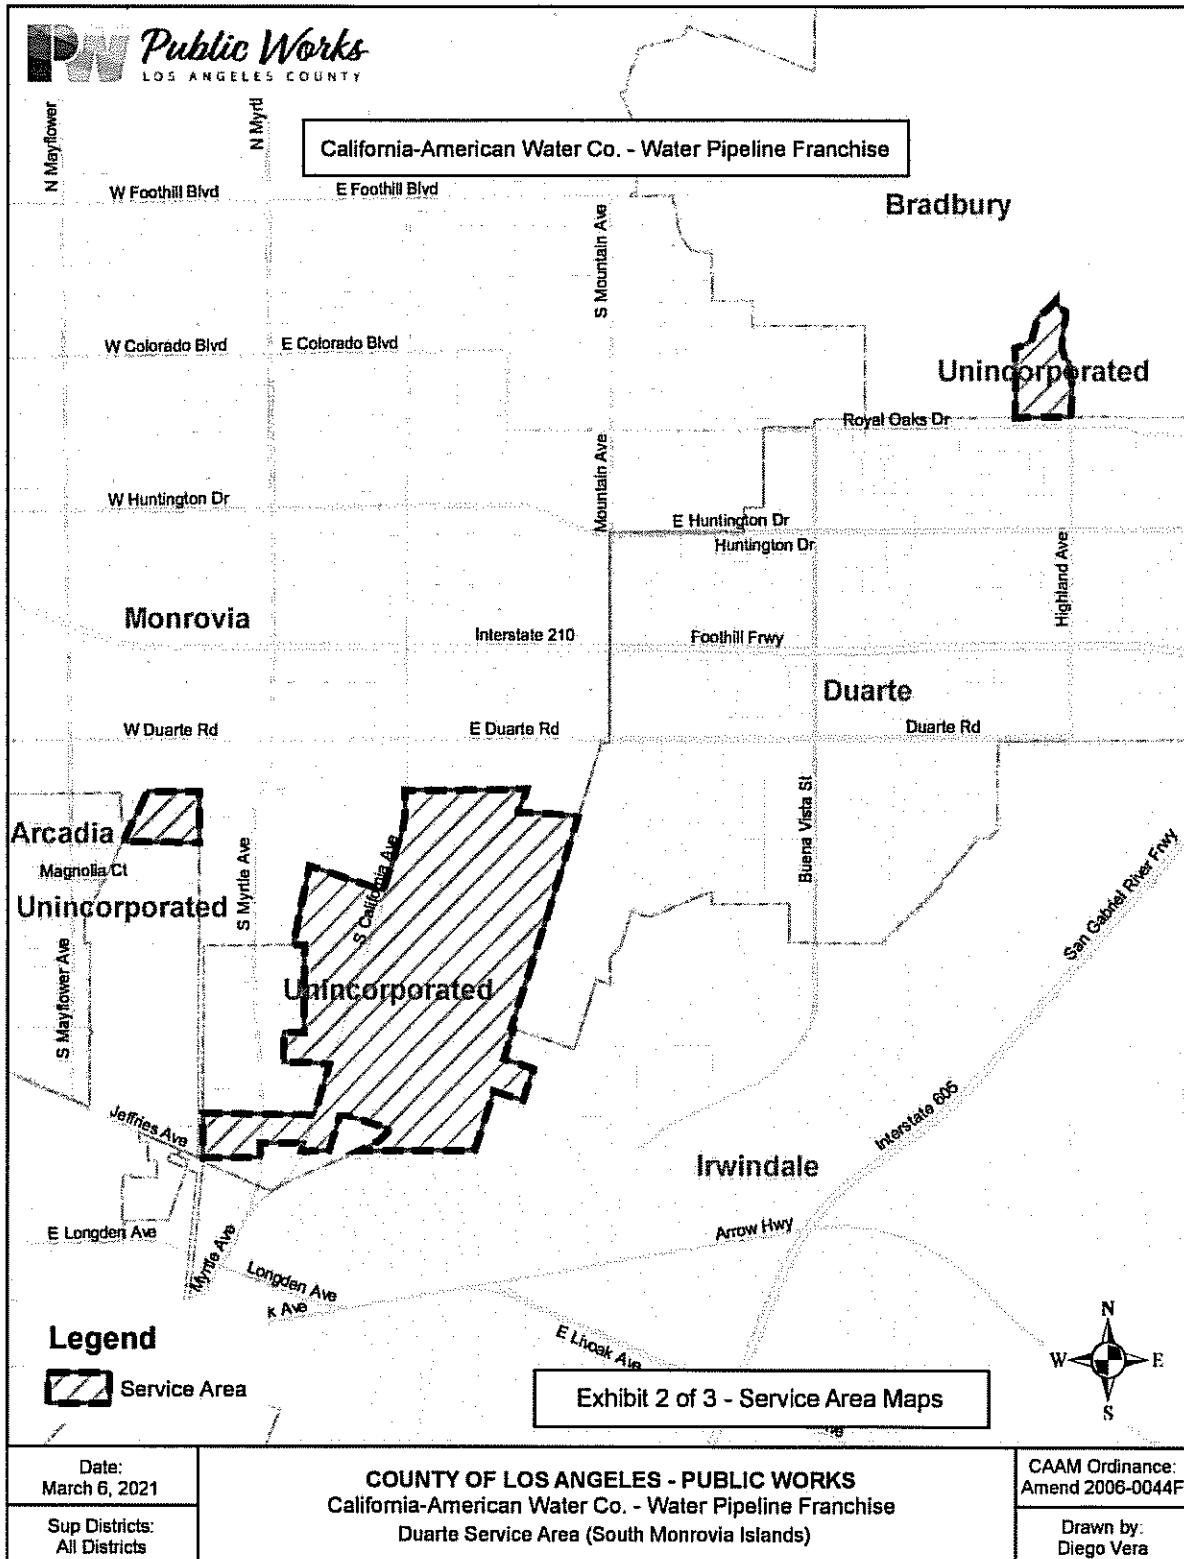 PW Public Works
LOS ANGELES COUNTY
N Mayflower
N Myrtl
California-American Water Co. - Water Pipeline Franchise
W Foothill Blvd
E Foothill Blvd
Bradbury
S Mountain Ave
W Colorado Blvd
E Colorado Blvd
Unincorporated
Royal Oaks Dr
Mountain Ave
W Huntington Dr
E Huntington Dr
Huntington Dr
Highland Ave
Monrovia
Interstate 210
Foothill Frwy
Duarte
W Duarte Rd
E Duarte Rd
Duarte Rd
Buena Vista St
Arcadia
Magnolia Ct
S Myrtle Ave
S California Ave
Unincorporated
San Gabriel River Frwy
S Mayflower Ave
Unincorporated
Jeffries Ave
Interstate 605
Irwindale
E Longden Ave
Myrtle Ave
Arrow Hwy
Longden Ave
k Ave
E Livoak Ave
Legend
Service Area
N
W
E
S
Exhibit 2 of 3 - Service Area Maps
Date:
March 6, 2021
Sup Districts:
All Districts
COUNTY OF LOS ANGELES - PUBLIC WORKS
California-American Water Co. - Water Pipeline Franchise
Duarte Service Area (South Monrovia Islands)
CAAM Ordinance:
Amend 2006-0044F
Drawn by:
Diego Vera